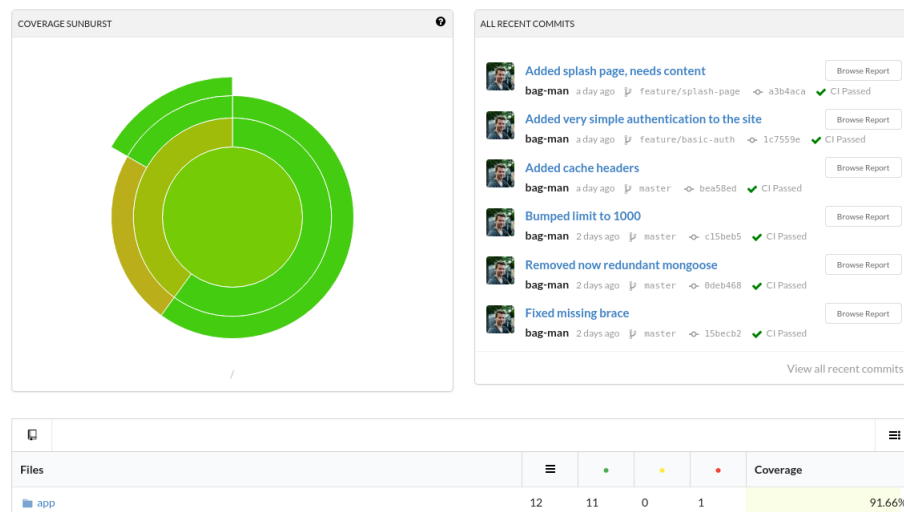 COVERAGE SUNBURST
/
ALL RECENT COMMITS
Added splash page, needs content
Browse Report
bag-man a day ago feature/splash-page a3b4aca CI Passed
Added very simple authentication to the site
Browse Report
bag-man a day ago feature/basic-auth 1c7559e CI Passed
Added cache headers
Browse Report
bag-man a day ago master bea58ed CI Passed
Bumped limit to 1000
Browse Report
bag-man 2 days ago master c15beb5 CI Passed
Removed now redundant mongoose
Browse Report
bag-man 2 days ago master 0deb468 CI Passed
Fixed missing brace
Browse Report
bag-man 2 days ago master 15becb2 CI Passed
View all recent commits
Files Coverage
app 12 11 0 1 91.66%